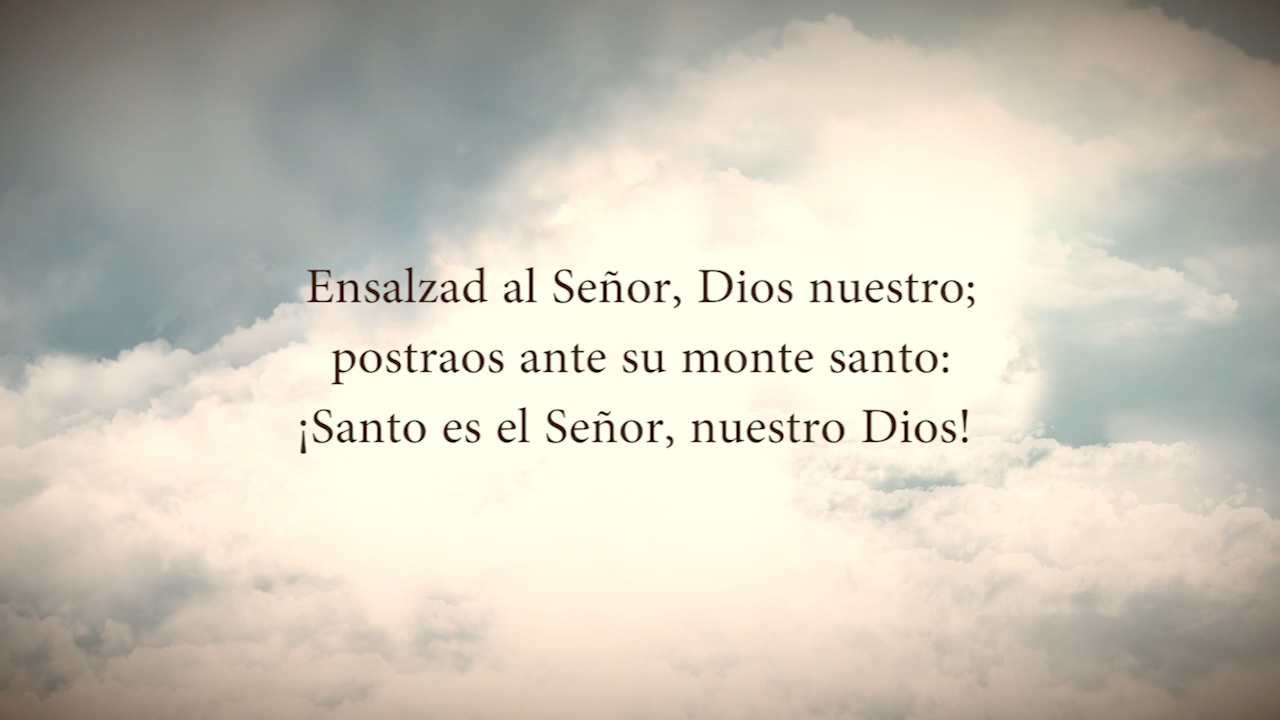 Ensalzad al Señor, Dios nuestro;
postraos ante su monte santo:
¡Santo es el Señor, nuestro Dios!